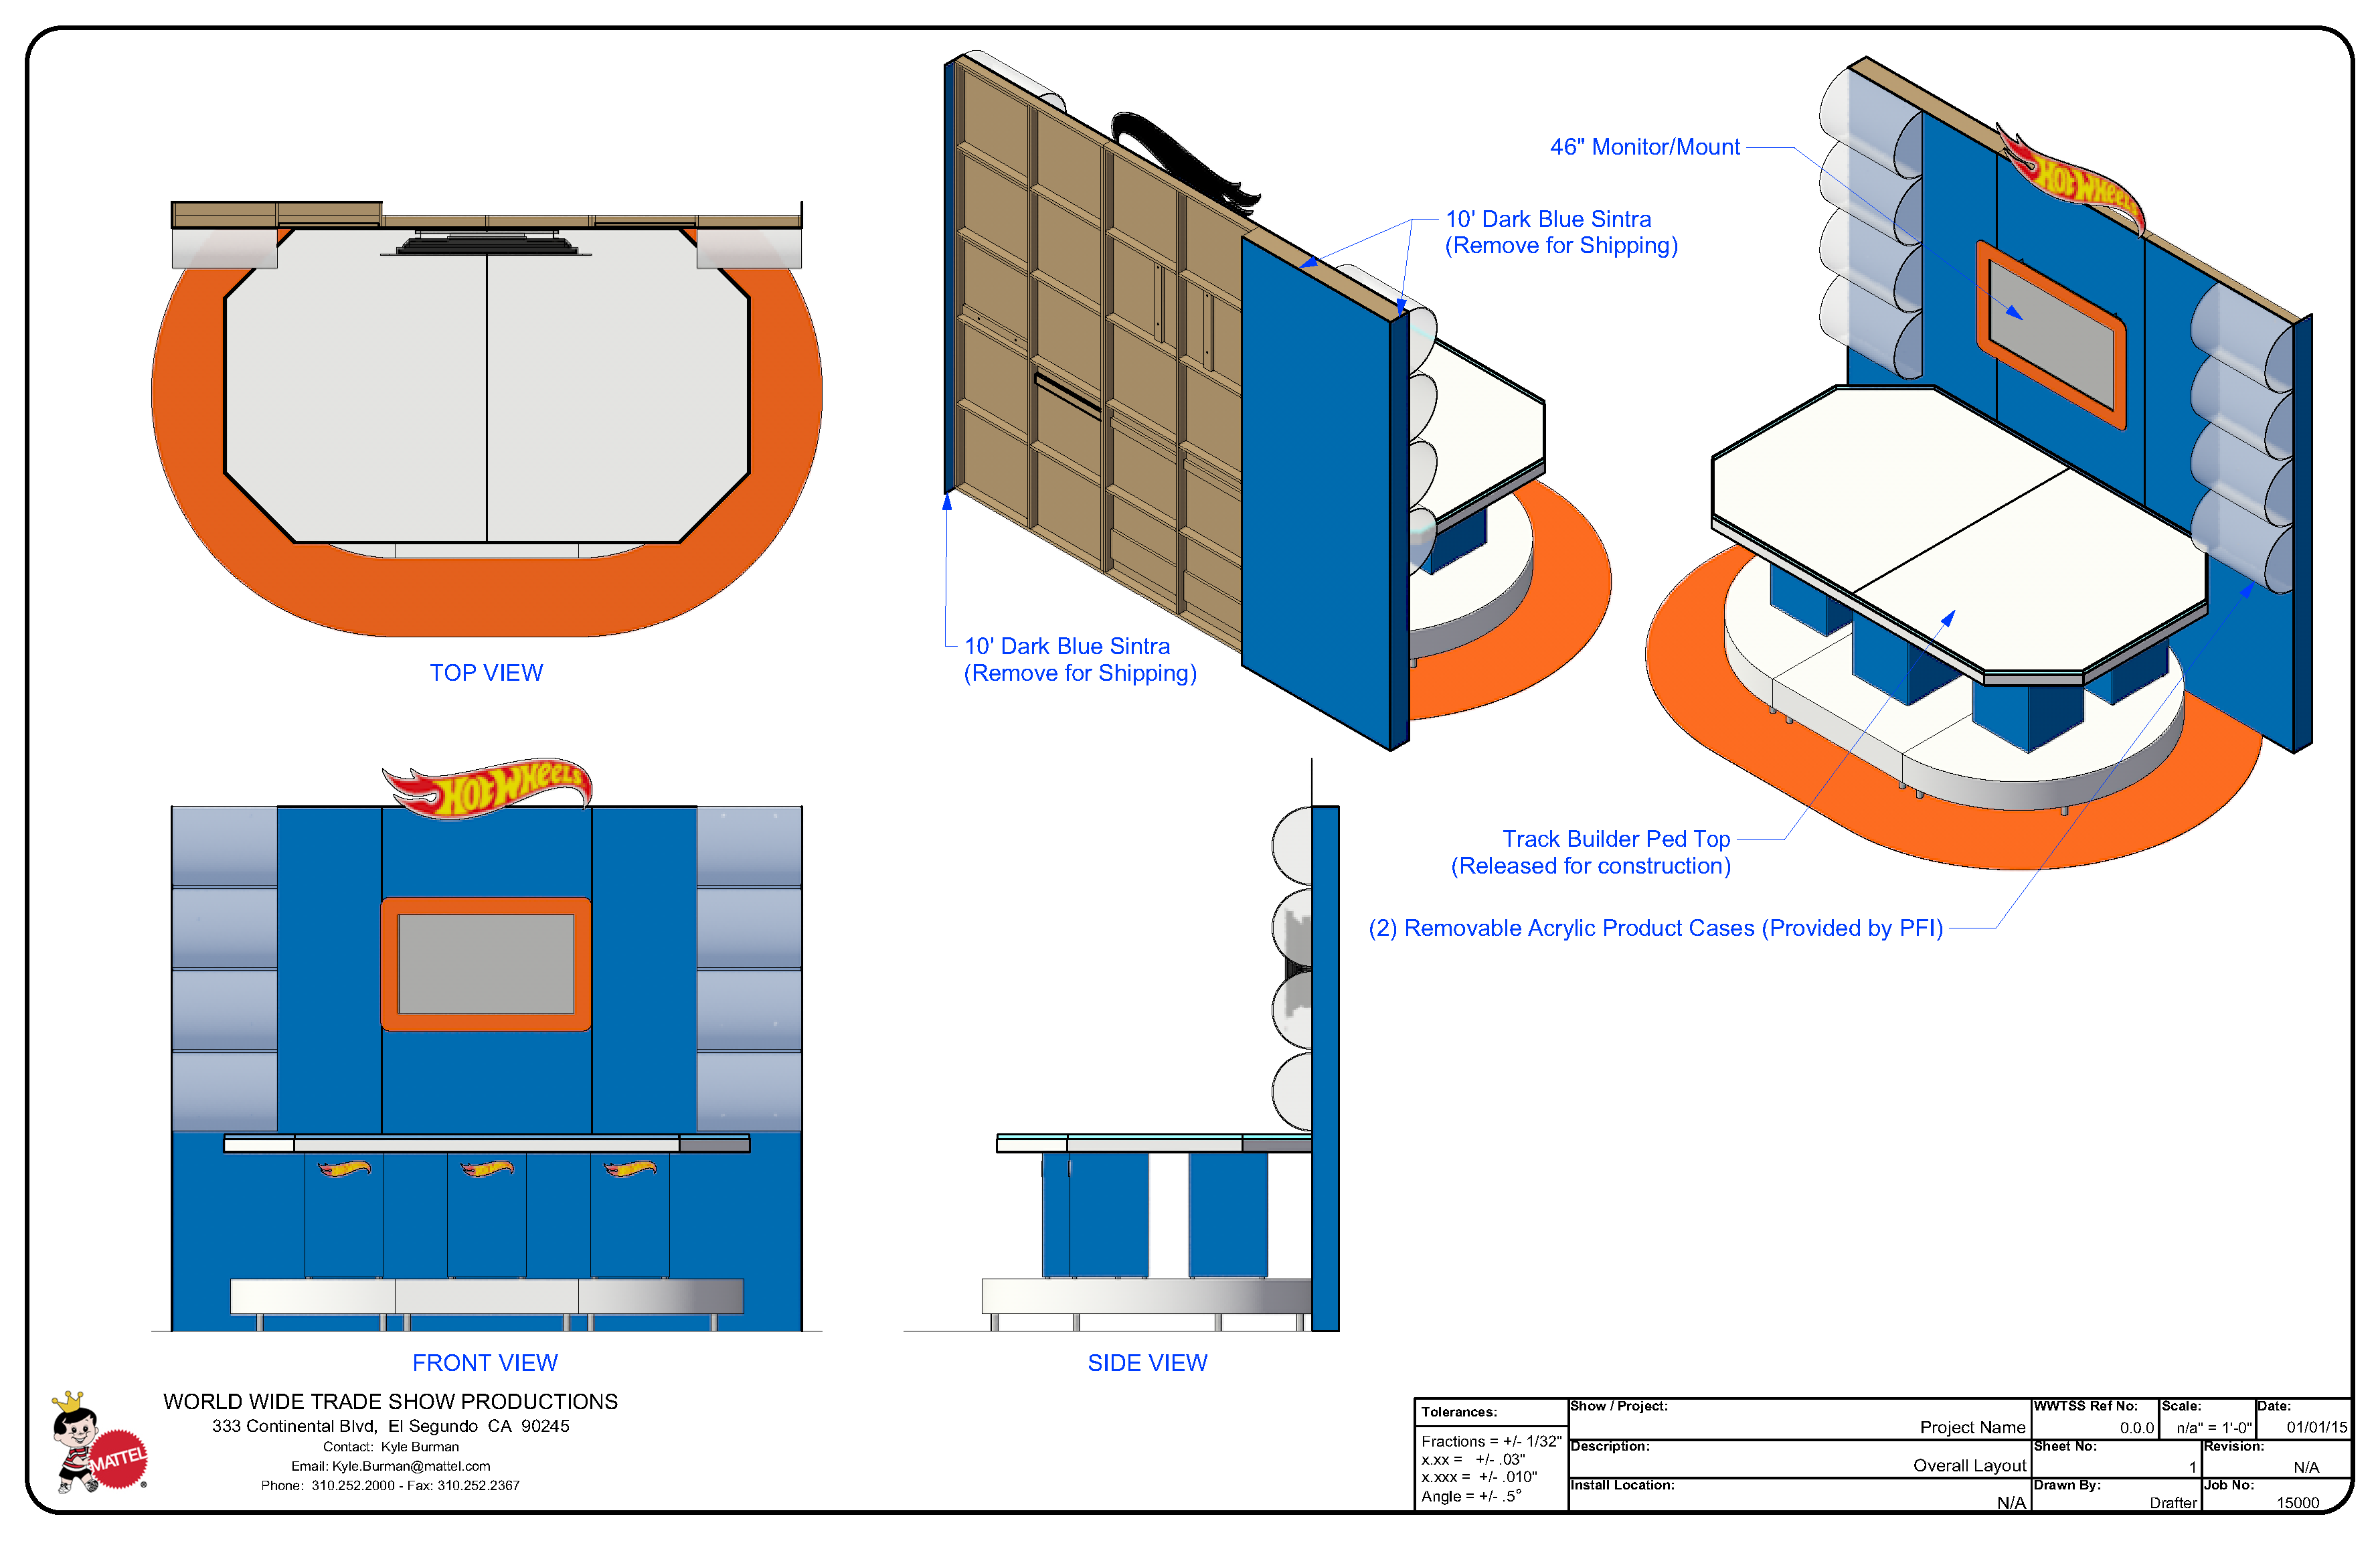 46" Monitor/Mount
10' Dark Blue Sintra
(Remove for Shipping)
HOT WHEELS
10' Dark Blue Sintra
(Remove for Shipping)
TOP VIEW
HOT WHEELS
Track Builder Ped Top
(Released for construction)
(2) Removable Acrylic Product Cases (Provided by PFI)
FRONT VIEW
SIDE VIEW
MATTEL
®
WORLD WIDE TRADE SHOW PRODUCTIONS
333 Continental Blvd, El Segundo CA 90245
Contact: Kyle Burman
Email: Kyle.Burman@mattel.com
Phone: 310.252.2000 - Fax: 310.252.2367
Tolerances:
Fractions = +/- 1/32"
x.xx = +/- .03"
x.xxx = +/- .010"
Angle = +/- .5°
Show / Project:
Project Name
WWTSS Ref No:
0.0.0
Scale:
n/a" = 1'-0"
Date:
01/01/15
Description:
Overall Layout
Sheet No:
1
Revision:
N/A
Install Location:
N/A
Drawn By:
Drafter
Job No:
15000